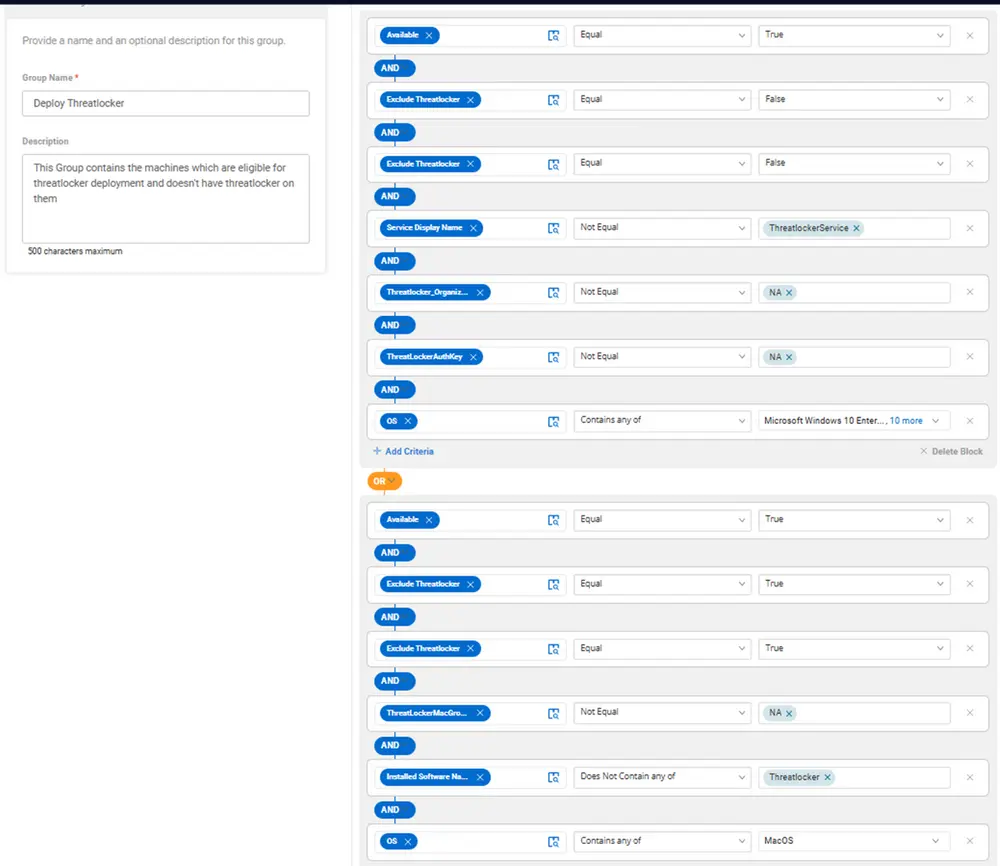 Provide a name and an optional description for this group.
Group Name *
Deploy Threatlocker
Description
This Group contains the machines which are eligible for
threatlocker deployment and doesn't have threatlocker on
them
500 characters maximum
Available × Equal True ×
AND
Exclude Threatlocker × Equal False ×
AND
Exclude Threatlocker × Equal False ×
AND
Service Display Name × Not Equal ThreatlockerService × ×
AND
Threatlocker_Organiz... × Not Equal NA × ×
AND
ThreatLockerAuthKey × Not Equal NA × ×
AND
OS × Contains any of Microsoft Windows 10 Enter..., 10 more ×
+ Add Criteria × Delete Block
OR
Available × Equal True ×
AND
Exclude Threatlocker × Equal True ×
AND
Exclude Threatlocker × Equal True ×
AND
ThreatLockerMacGro... × Not Equal NA × ×
AND
Installed Software Na... × Does Not Contain any of Threatlocker × ×
AND
OS × Contains any of MacOS ×